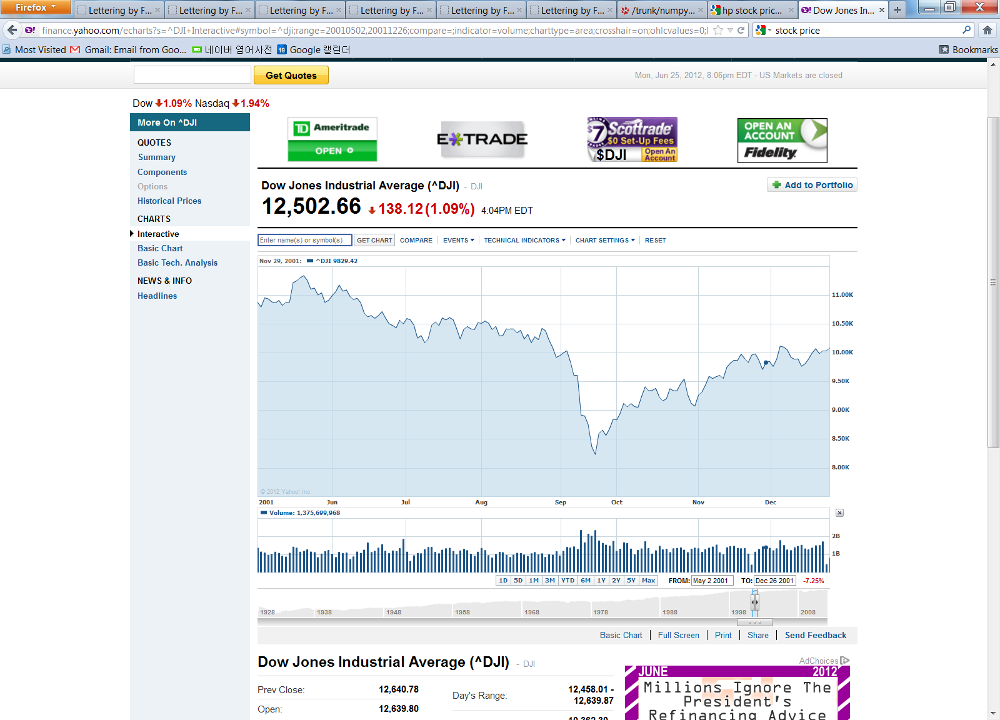 Firefox
Lettering by F...
Lettering by F...
Lettering by F...
Lettering by F...
Lettering by F...
Lettering by F...
/trunk/numpy...
hp stock pric...
Y! Dow Jones In...
Y! finance.yahoo.com/echarts?s=^DJI+Interactive#symbol=^dji;range=20010502,20011226;compare=;indicator=volume;charttype=area;crosshair=on;ohlcvalues=0;l
stock price
Most Visited
Gmail: Email from Goo...
네이버 영어사전
19 Google 캘린더
Bookmarks
Get Quotes
Mon, Jun 25, 2012, 8:06pm EDT - US Markets are closed
Dow 1.09% Nasdaq 1.94%
More On ^DJI
QUOTES
Summary
Components
Options
Historical Prices
CHARTS
Interactive
Basic Chart
Basic Tech. Analysis
NEWS & INFO
Headlines
TD Ameritrade
OPEN
E*TRADE
$7 Scottrade
$0 Set-Up Fees
$DJI
Open An
Account
OPEN AN
ACCOUNT
Fidelity.
Dow Jones Industrial Average (^DJI) - DJI
Add to Portfolio
12,502.66 138.12 (1.09%) 4:04PM EDT
Enter name(s) or symbol(s) GET CHART COMPARE EVENTS TECHNICAL INDICATORS CHART SETTINGS RESET
Nov 29, 2001: ^DJI 9829.42
11.00K
10.50K
10.00K
9.50K
9.00K
8.50K
8.00K
© 2012 Yahoo! Inc.
2001 Jun Jul Aug Sep Oct Nov Dec
Volume: 1,375,699,968
2B
1B
1D 5D 1M 3M YTD 6M 1Y 2Y 5Y Max FROM: May 2 2001 TO: Dec 26 2001 -7.25%
1928 1938 1948 1958 1968 1978 1988 1998 2008
Basic Chart Full Screen Print Share Send Feedback
Dow Jones Industrial Average (^DJI) - DJI
Prev Close: 12,640.78
Open: 12,639.80
Day's Range: 12,458.01 -
12,639.87
AdChoices
JUNE 2012
Millions Ignore The
President's
Refinancing Advice